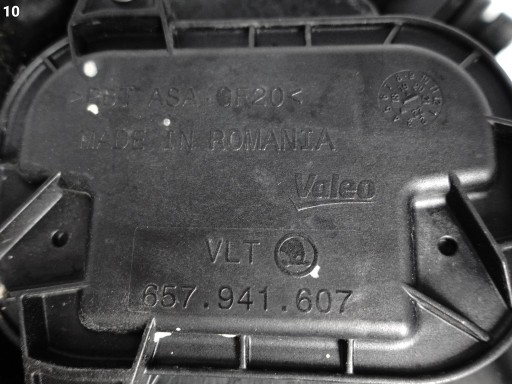 10
>PBT ASA GF20<
MADE IN ROMANIA
Valeo
VLT
657.941.607